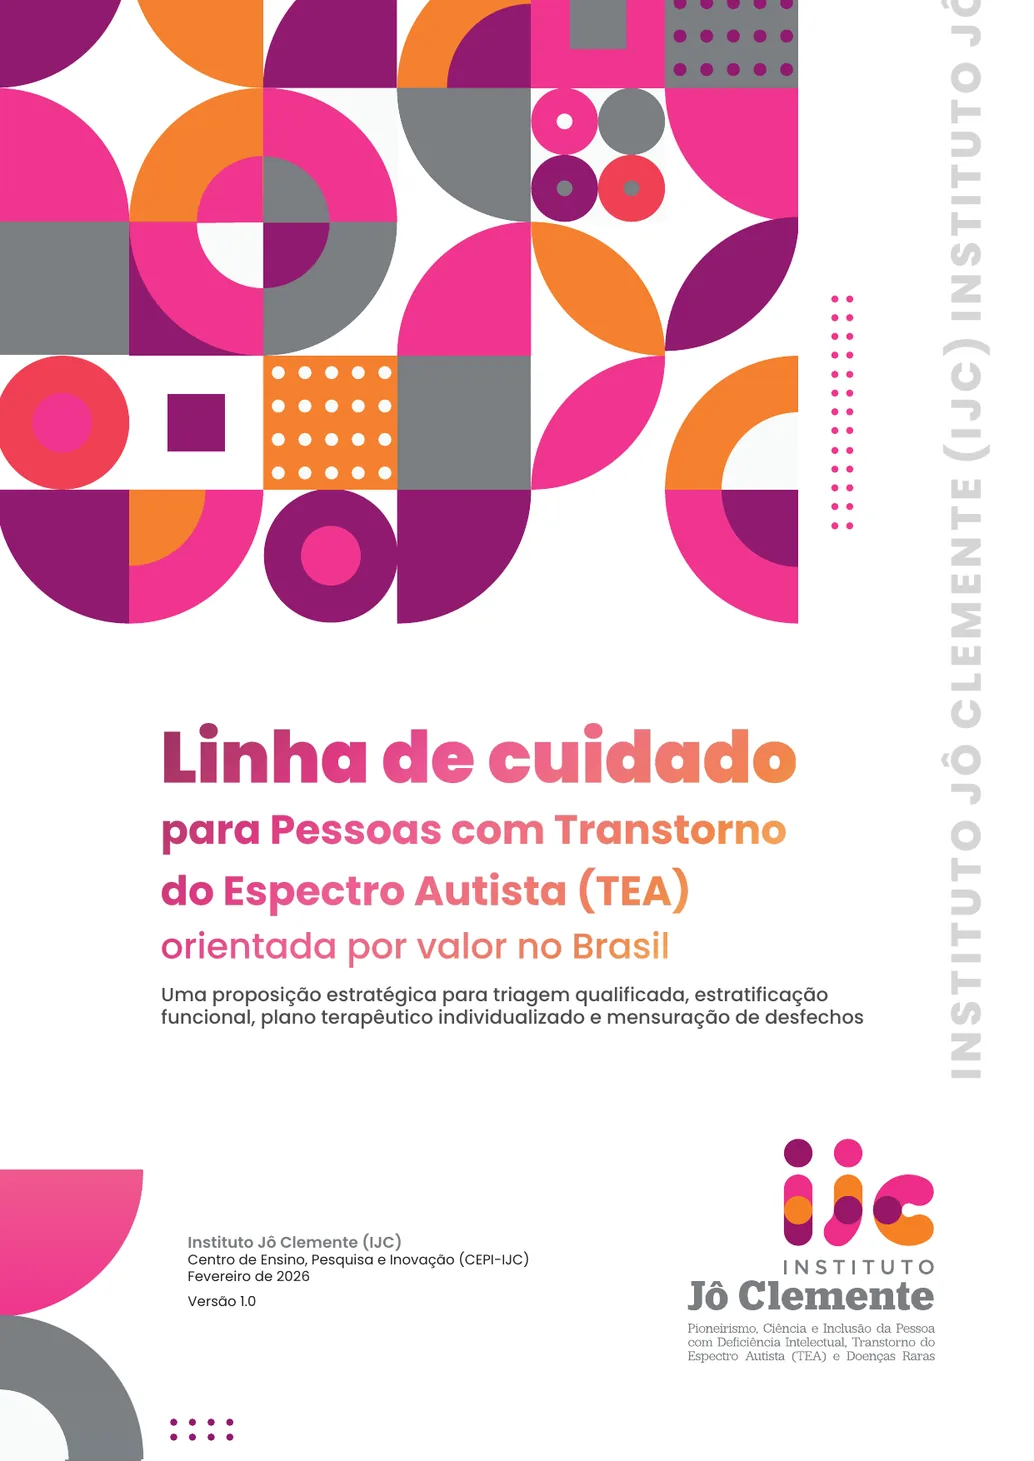 Linha de cuidado
para Pessoas com Transtorno
do Espectro Autista (TEA)
orientada por valor no Brasil
Uma proposição estratégica para triagem qualificada, estratificação
funcional, plano terapêutico individualizado e mensuração de desfechos
INSTITUTO JÔ CLEMENTE (IJC) INSTITUTO JÔ
Instituto Jô Clemente (IJC)
Centro de Ensino, Pesquisa e Inovação (CEPI-IJC)
Fevereiro de 2026
Versão 1.0
ijc
INSTITUTO
Jô Clemente
Pioneirismo, Ciência e Inclusão da Pessoa
com Deficiência Intelectual, Transtorno do
Espectro Autista (TEA) e Doenças Raras